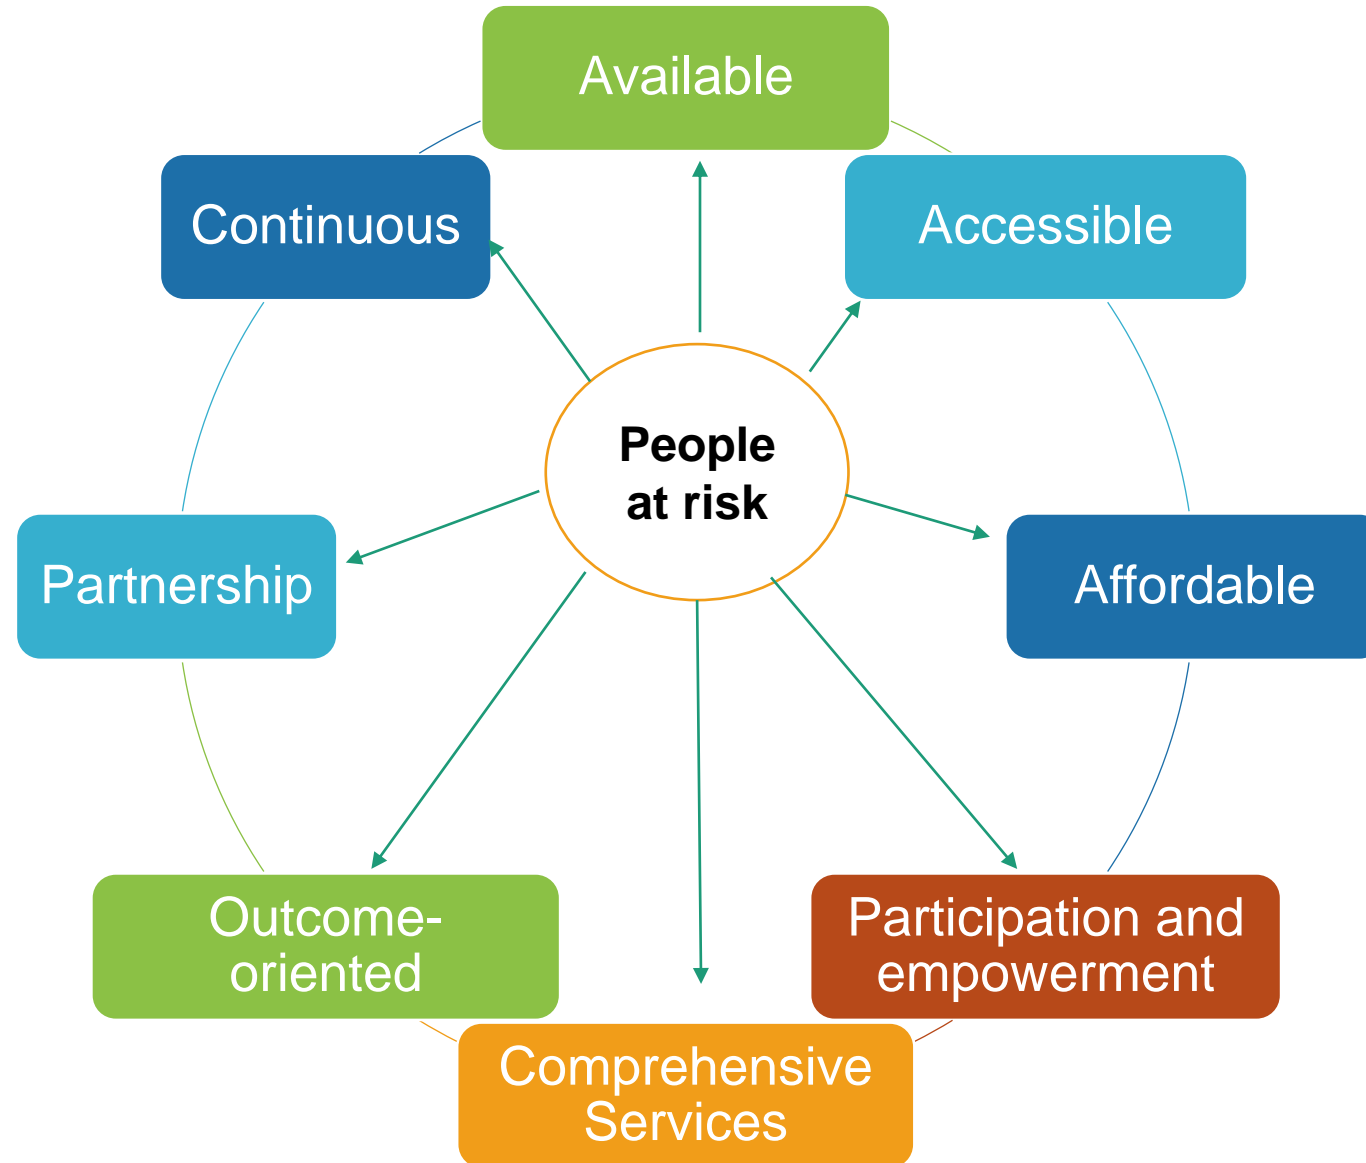 Available
Continuous
Accessible
People
at risk
Partnership
Affordable
Outcome-
oriented
Participation and
empowerment
Comprehensive
Services